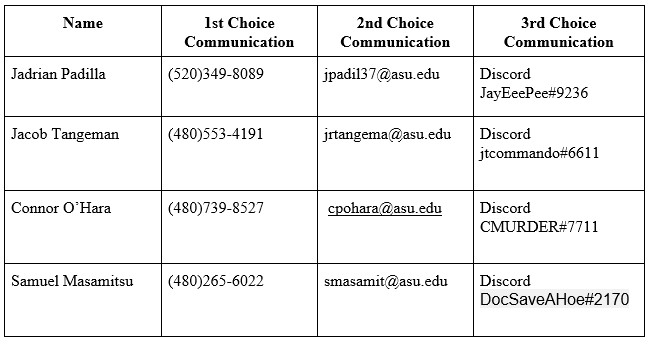 Name 1st Choice Communication 2nd Choice Communication 3rd Choice Communication
Jadrian Padilla (520)349-8089 jpadil37@asu.edu Discord
JayEeePee#9236
Jacob Tangeman (480)553-4191 jrtangema@asu.edu Discord
jtcommando#6611
Connor O’Hara (480)739-8527 cpohara@asu.edu Discord
CMURDER#7711
Samuel Masamitsu (480)265-6022 smasamit@asu.edu Discord
DocSaveAHoe#2170